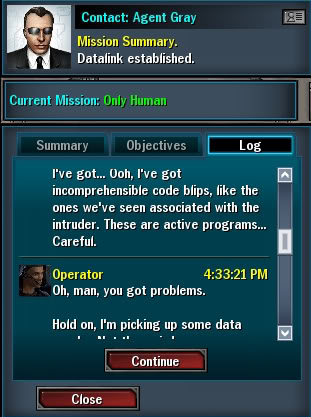 Contact: Agent Gray
Mission Summary.
Datalink established.
Current Mission: Only Human
Summary
Objectives
Log
I've got... Ooh, I've got
incomprehensible code blips, like the
ones we've seen associated with the
intruder. These are active programs...
Careful.
Operator
4:33:21 PM
Oh, man, you got problems.
Hold on, I'm picking up some data
Continue
Close